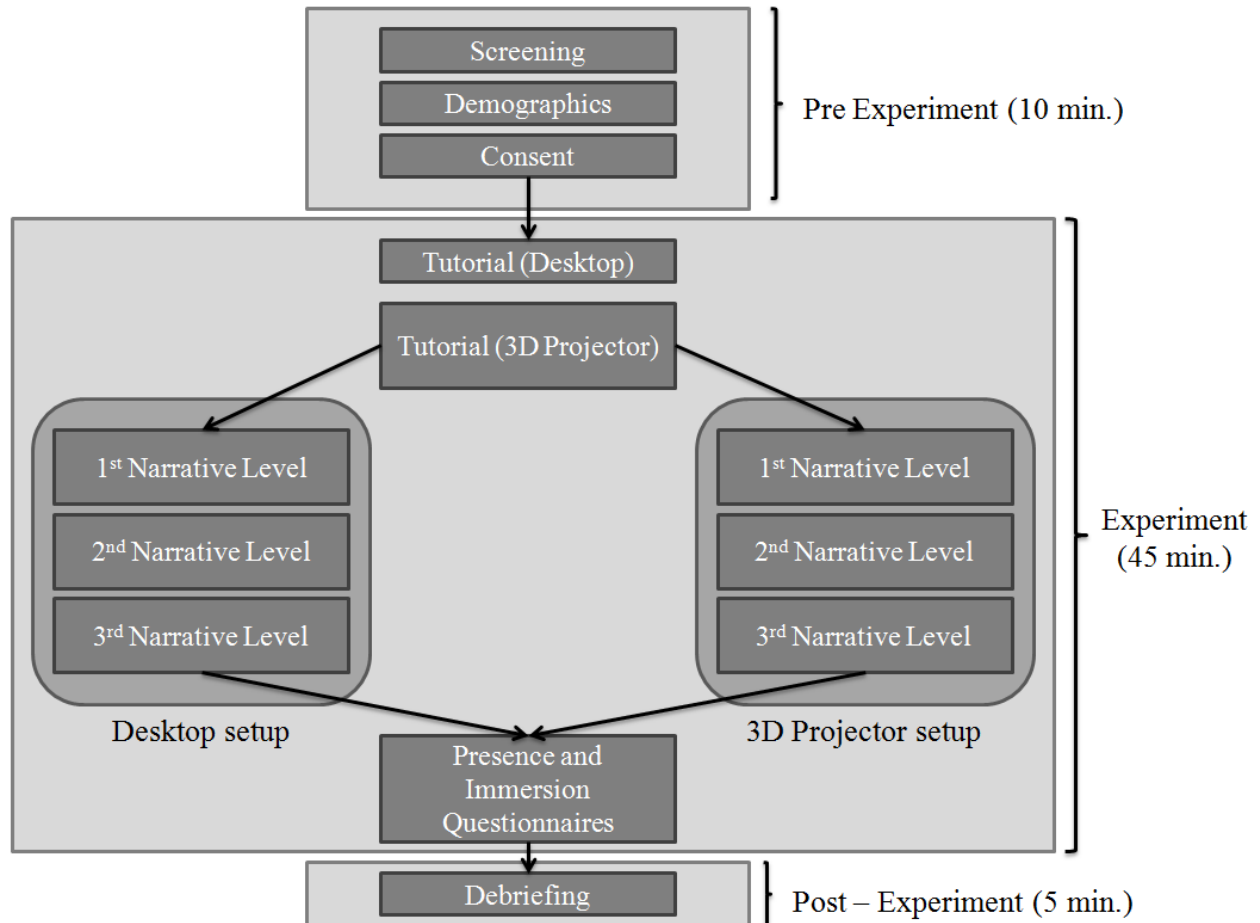 Screening
Demographics
Consent
Pre Experiment (10 min.)
Tutorial (Desktop)
Tutorial (3D Projector)
1st Narrative Level
2nd Narrative Level
3rd Narrative Level
Desktop setup
1st Narrative Level
2nd Narrative Level
3rd Narrative Level
3D Projector setup
Experiment
(45 min.)
Presence and
Immersion
Questionnaires
Debriefing
Post – Experiment (5 min.)